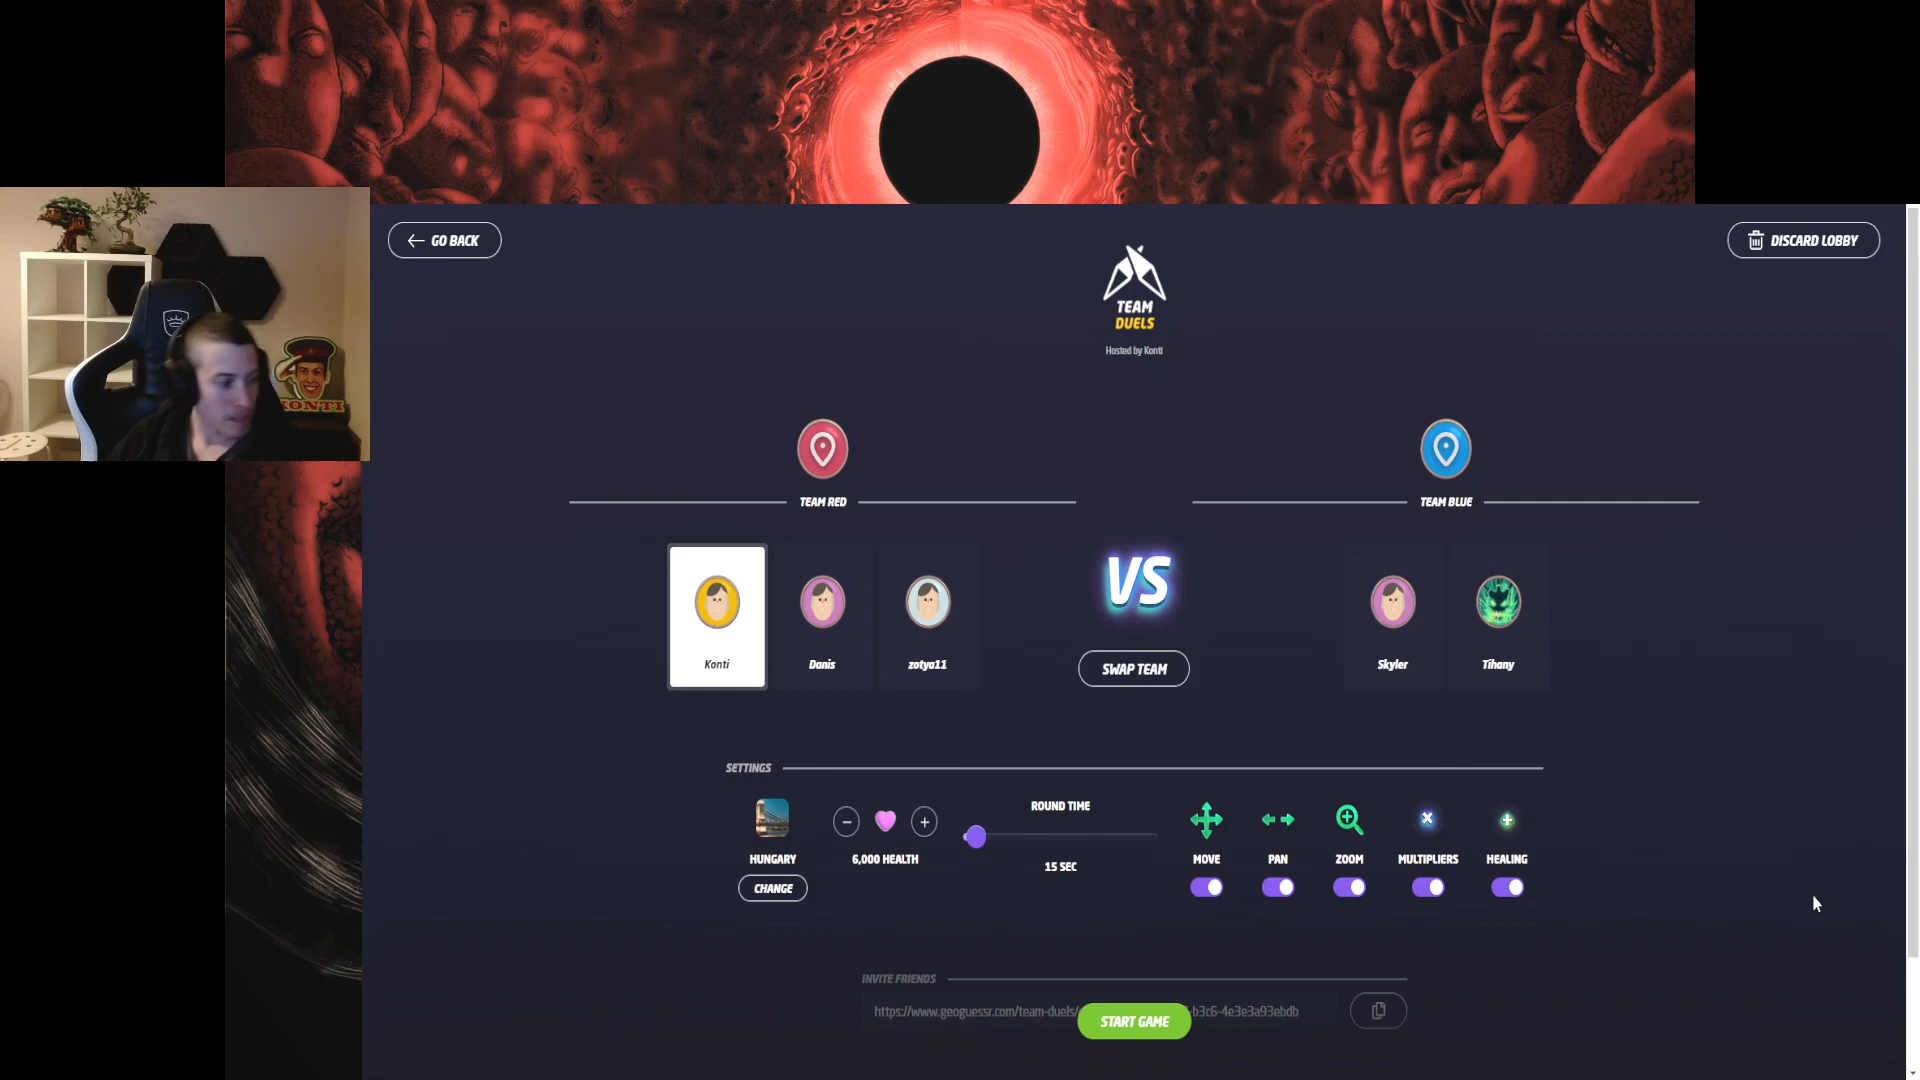 GO BACK
DISCARD LOBBY
TEAM
DUELS
Hosted by Konti
TEAM RED
TEAM BLUE
VS
Konti
Danis
zotya11
Skyler
Tihany
SWAP TEAM
SETTINGS
ROUND TIME
HUNGARY
6,000 HEALTH
15 SEC
MOVE
PAN
ZOOM
MULTIPLIERS
HEALING
CHANGE
INVITE FRIENDS
https://www.geoguessr.com/team-duels/
-b3c6-4e3e3a93ebdb
START GAME
KONTI